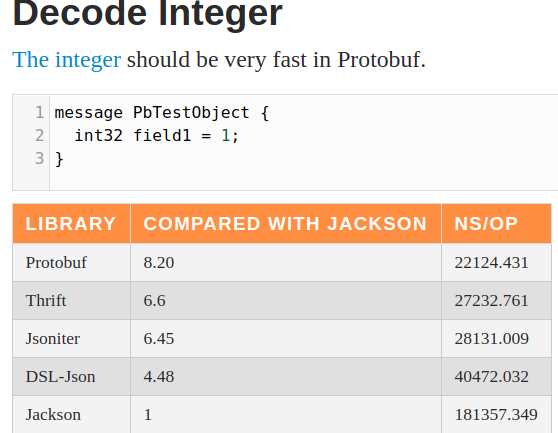 Decode Integer
The integer should be very fast in Protobuf.
1 message PbTestObject {
2   int32 field1 = 1;
3 }
LIBRARY COMPARED WITH JACKSON NS/OP
Protobuf 8.20 22124.431
Thrift 6.6 27232.761
Jsoniter 6.45 28131.009
DSL-Json 4.48 40472.032
Jackson 1 181357.349